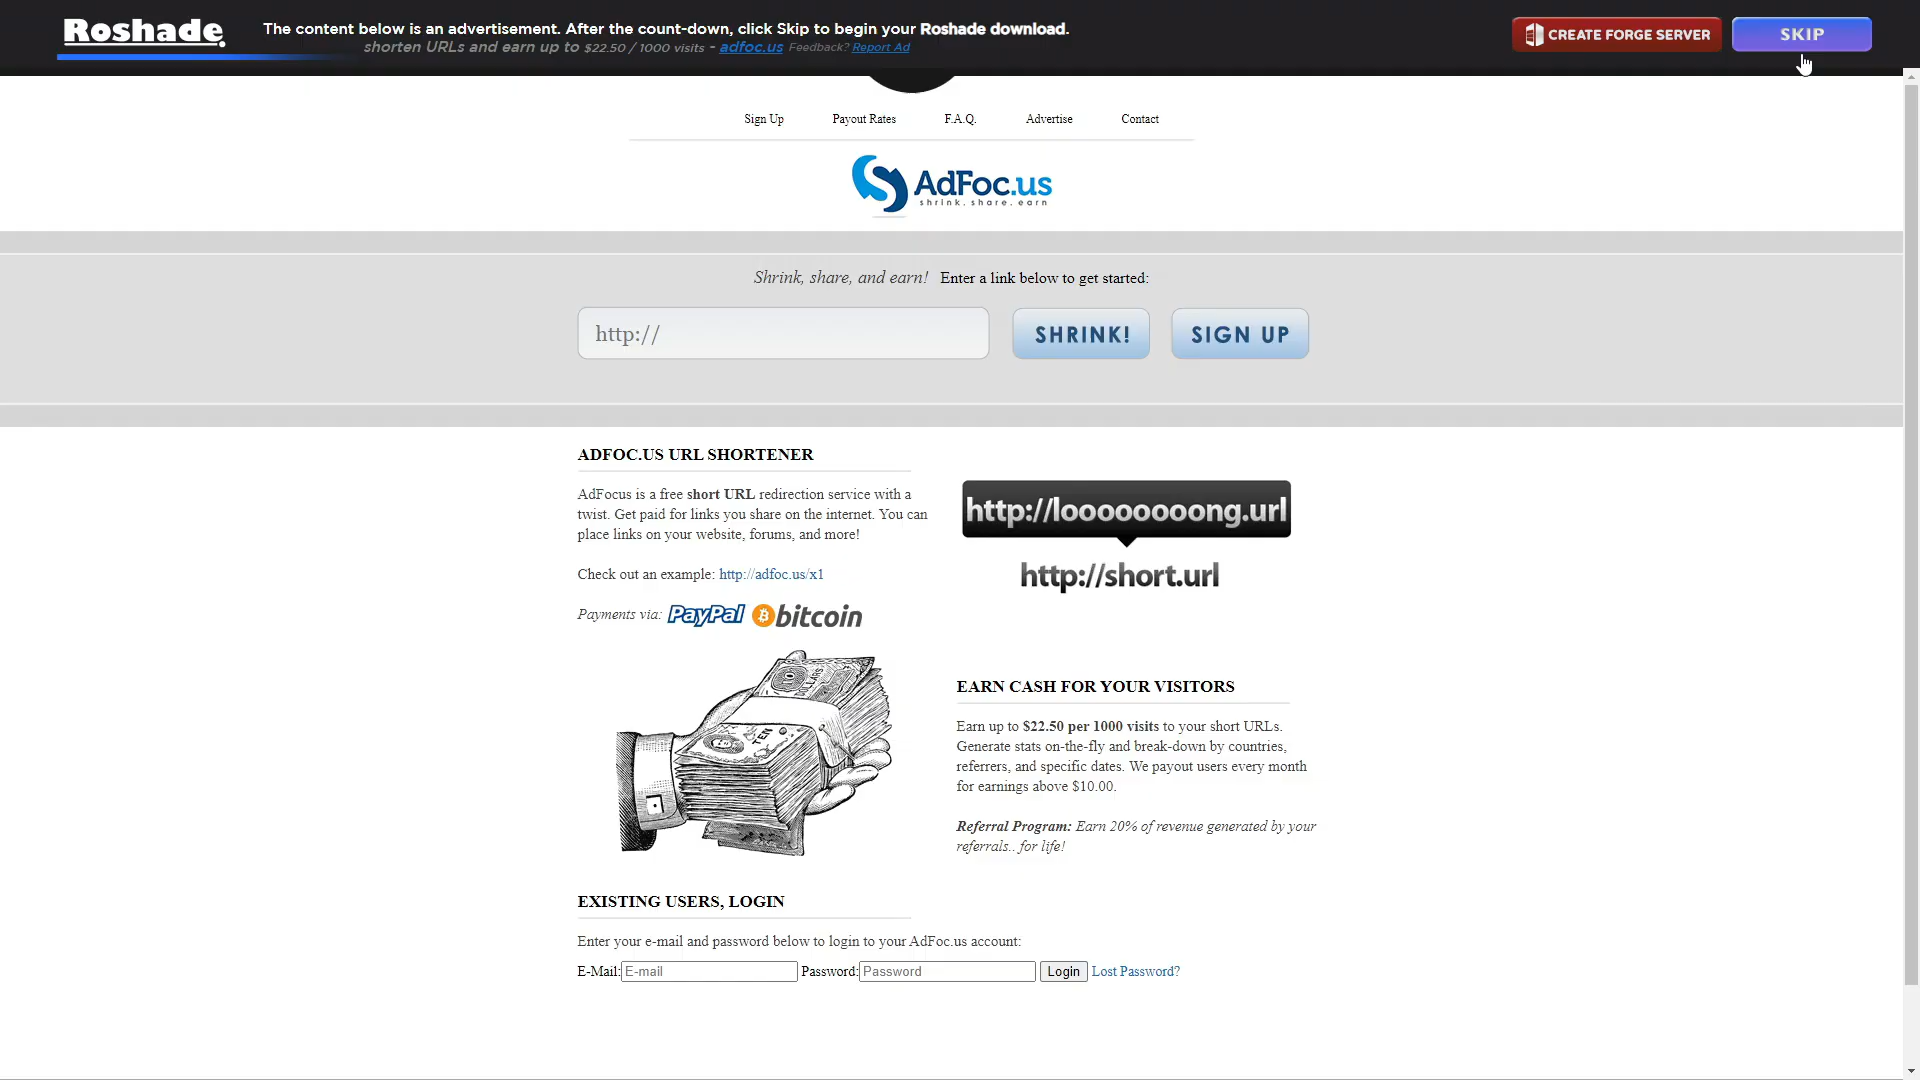 Roshade.
The content below is an advertisement. After the count-down, click Skip to begin your Roshade download.
shorten URLs and earn up to $22.50 / 1000 visits - adfoc.us Feedback? Report Ad
CREATE FORGE SERVER
SKIP
Sign Up Payout Rates F.A.Q. Advertise Contact
AdFoc.us
shrink. share. earn
Shrink, share, and earn! Enter a link below to get started:
http:// SHRINK! SIGN UP
ADFOC.US URL SHORTENER
AdFocus is a free short URL redirection service with a
twist. Get paid for links you share on the internet. You can
place links on your website, forums, and more!
Check out an example: http://adfoc.us/x1
Payments via: PayPal bitcoin
http://loooooooong.url
http://short.url
TEN
EARN CASH FOR YOUR VISITORS
Earn up to $22.50 per 1000 visits to your short URLs.
Generate stats on-the-fly and break-down by countries,
referrers, and specific dates. We payout users every month
for earnings above $10.00.
Referral Program: Earn 20% of revenue generated by your
referrals.. for life!
EXISTING USERS, LOGIN
Enter your e-mail and password below to login to your AdFoc.us account:
E-Mail: E-mail Password: Password Login Lost Password?